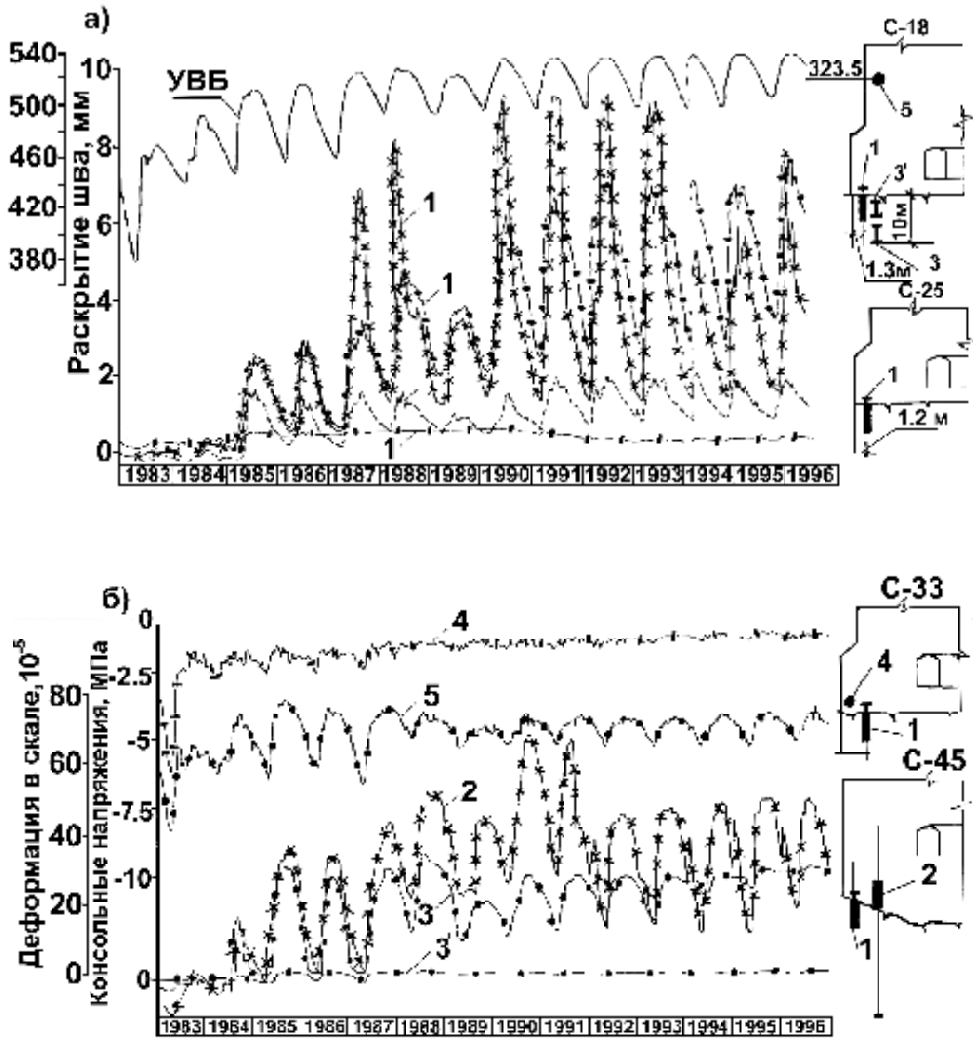 а)
С-18
540
500
460
420
380
Раскрытие шва, мм
10
8
6
4
2
0
УВБ
1
1
1
323.5
5
1
3'
10м
1.3м
3
С-25
1
1.2 м
1983 1984 1985 1986 1987 1988 1989 1990 1991 1992 1993 1994 1995 1996
б)
С-33
Деформация в скале,10⁻⁵
80
60
40
20
0
Консольные напряжения, МПа
0
-2.5
-5
-7.5
-10
0
4
5
2
3
3
4
1
С-45
2
1
1983 1984 1985 1986 1987 1988 1989 1990 1991 1992 1993 1994 1995 1996